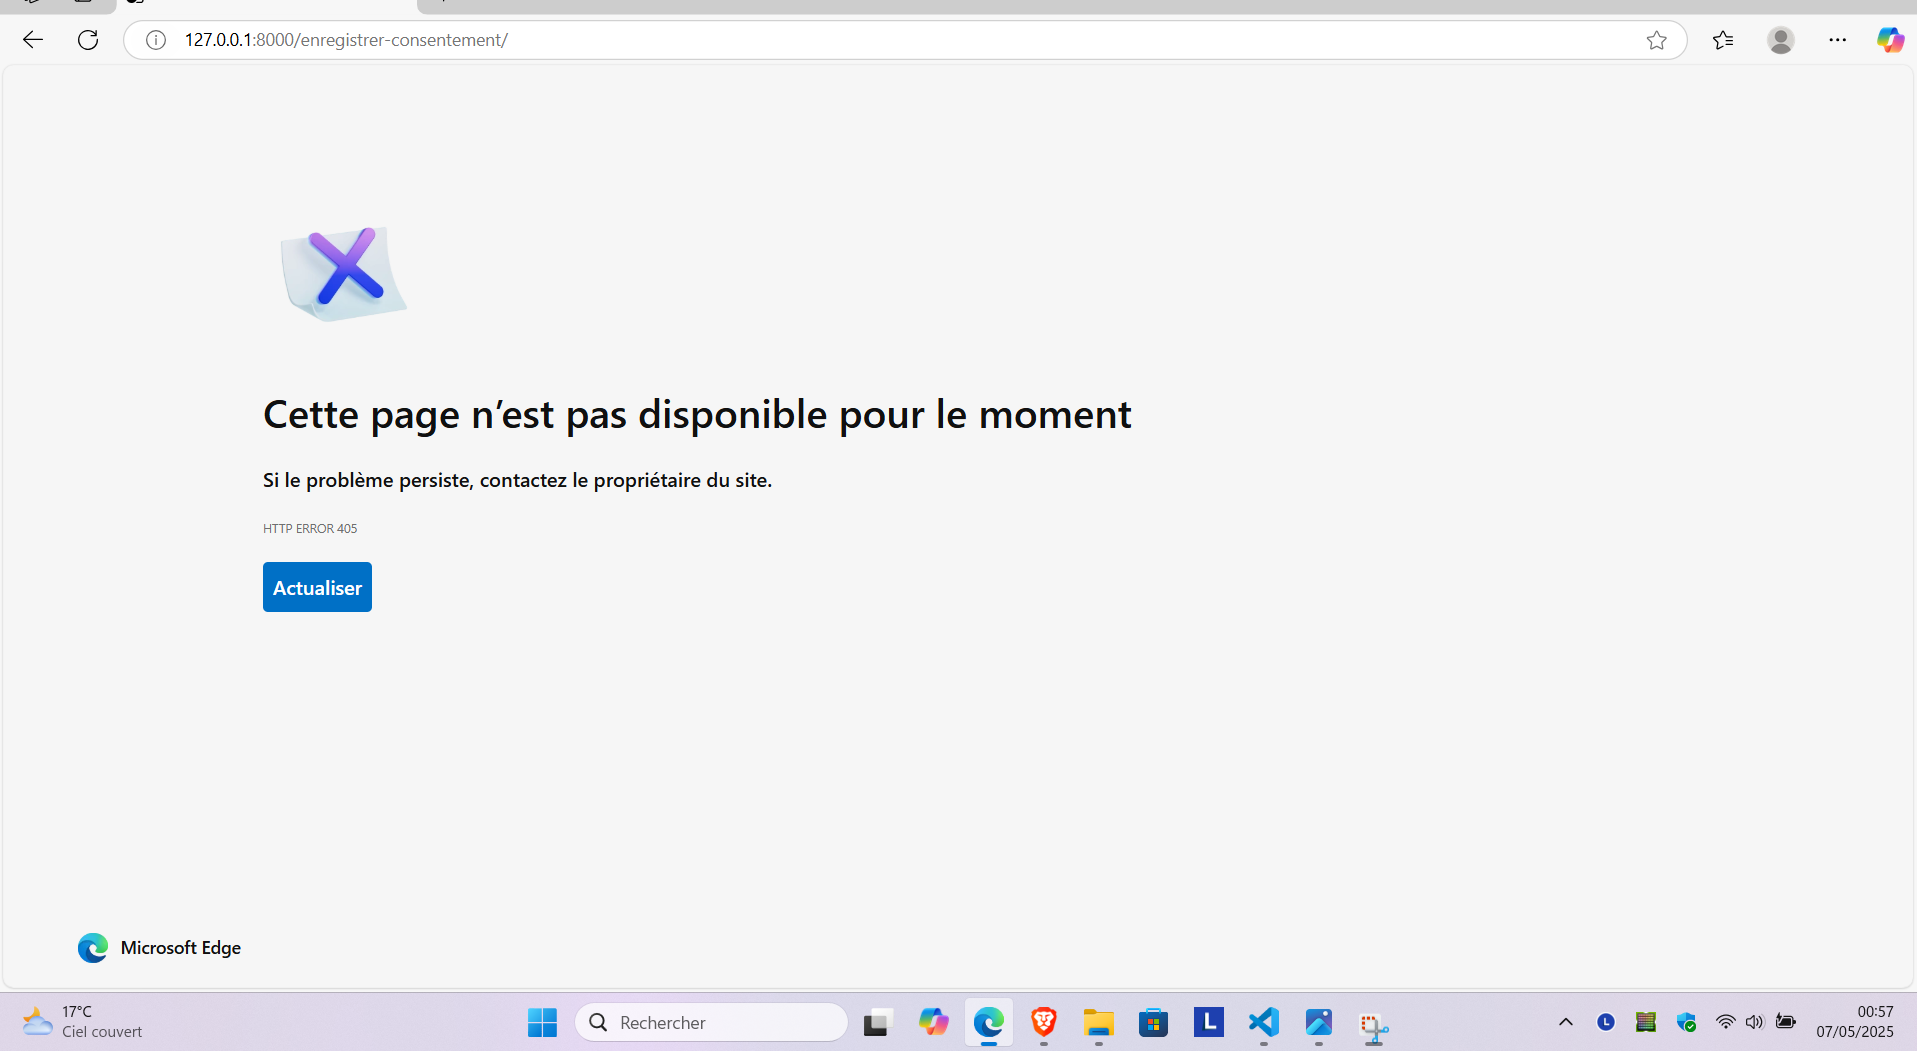 127.0.0.1:8000/enregistrer-consentement/
Cette page n’est pas disponible pour le moment
Si le problème persiste, contactez le propriétaire du site.
HTTP ERROR 405
Actualiser
Microsoft Edge
17°C
Ciel couvert
Rechercher
L
L
00:57
07/05/2025